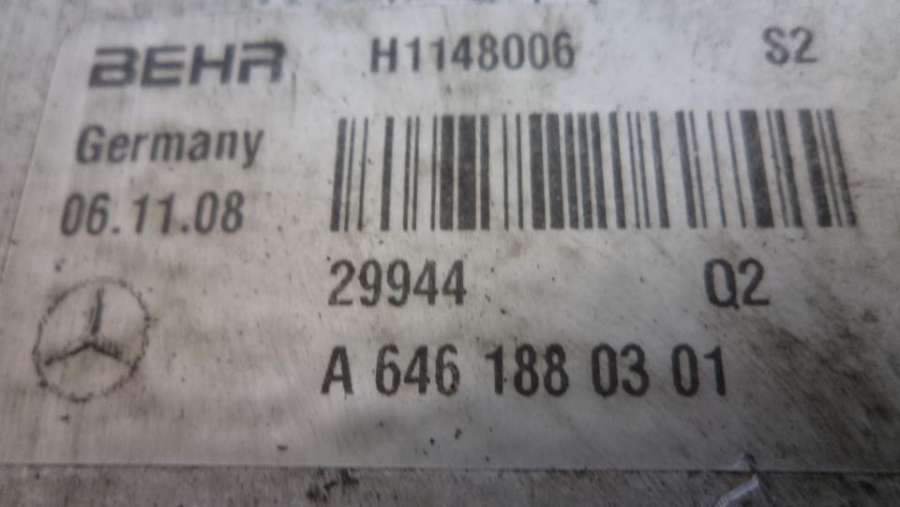 BEHR H1148006 S2
Germany
06.11.08
29944 Q2
A 646 188 03 01